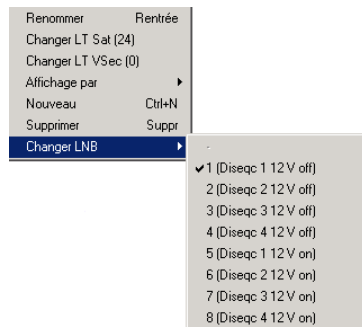 Renommer Rentrée
Changer LT Sat (24)
Changer LT VSec (0)
Affichage par
Nouveau Ctrl+N
Supprimer Suppr
Changer LNB
-
1 (Diseqc 1 12 V off)
2 (Diseqc 2 12 V off)
3 (Diseqc 3 12 V off)
4 (Diseqc 4 12 V off)
5 (Diseqc 1 12 V on)
6 (Diseqc 2 12 V on)
7 (Diseqc 3 12 V on)
8 (Diseqc 4 12 V on)